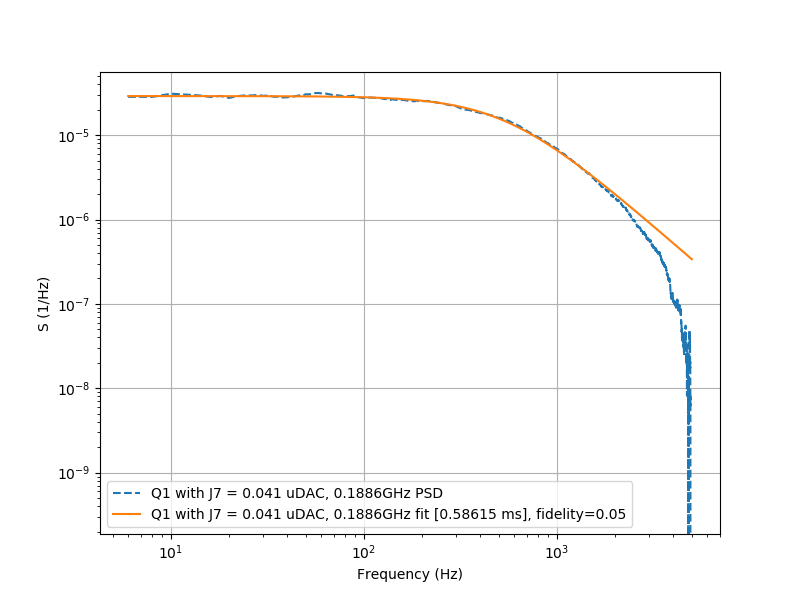 10⁻⁵
10⁻⁶
10⁻⁷
10⁻⁸
10⁻⁹
S (1/Hz)
Q1 with J7 = 0.041 uDAC, 0.1886GHz PSD
Q1 with J7 = 0.041 uDAC, 0.1886GHz fit [0.58615 ms], fidelity=0.05
10¹ 10² 10³
Frequency (Hz)